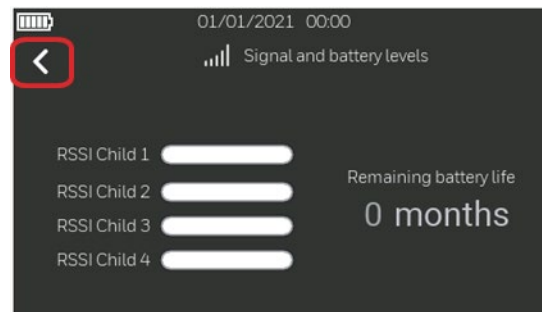 01/01/2021 00:00
Signal and battery levels
RSSI Child 1
RSSI Child 2
RSSI Child 3
RSSI Child 4
Remaining battery life
0 months